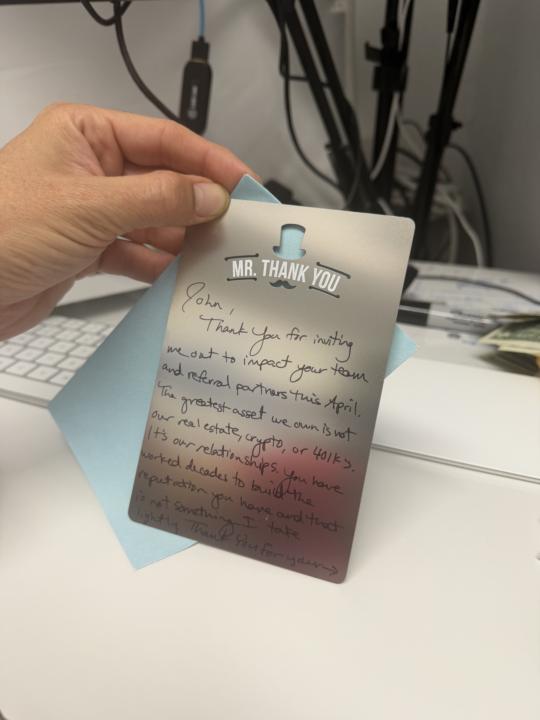 MR. THANK YOU
John,
Thank You for inviting
me out to impact your team
and referral partners this April.
The greatest asset we own is not
our real estate, crypto, or 401Ks.
It's our relationships. You have
worked decades to build the
reputation you have and that
is not something I take
lightly. Thank You for your →